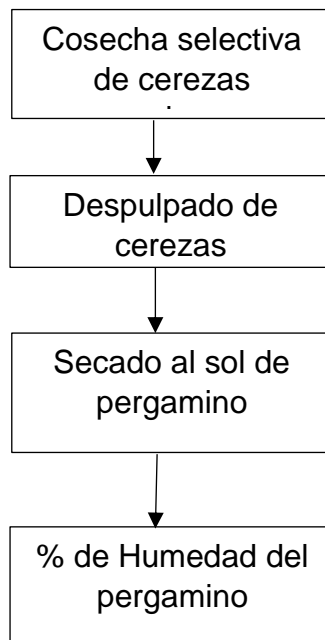 Cosecha selectiva
de cerezas
.
Despulpado de
cerezas
Secado al sol de
pergamino
% de Humedad del
pergamino